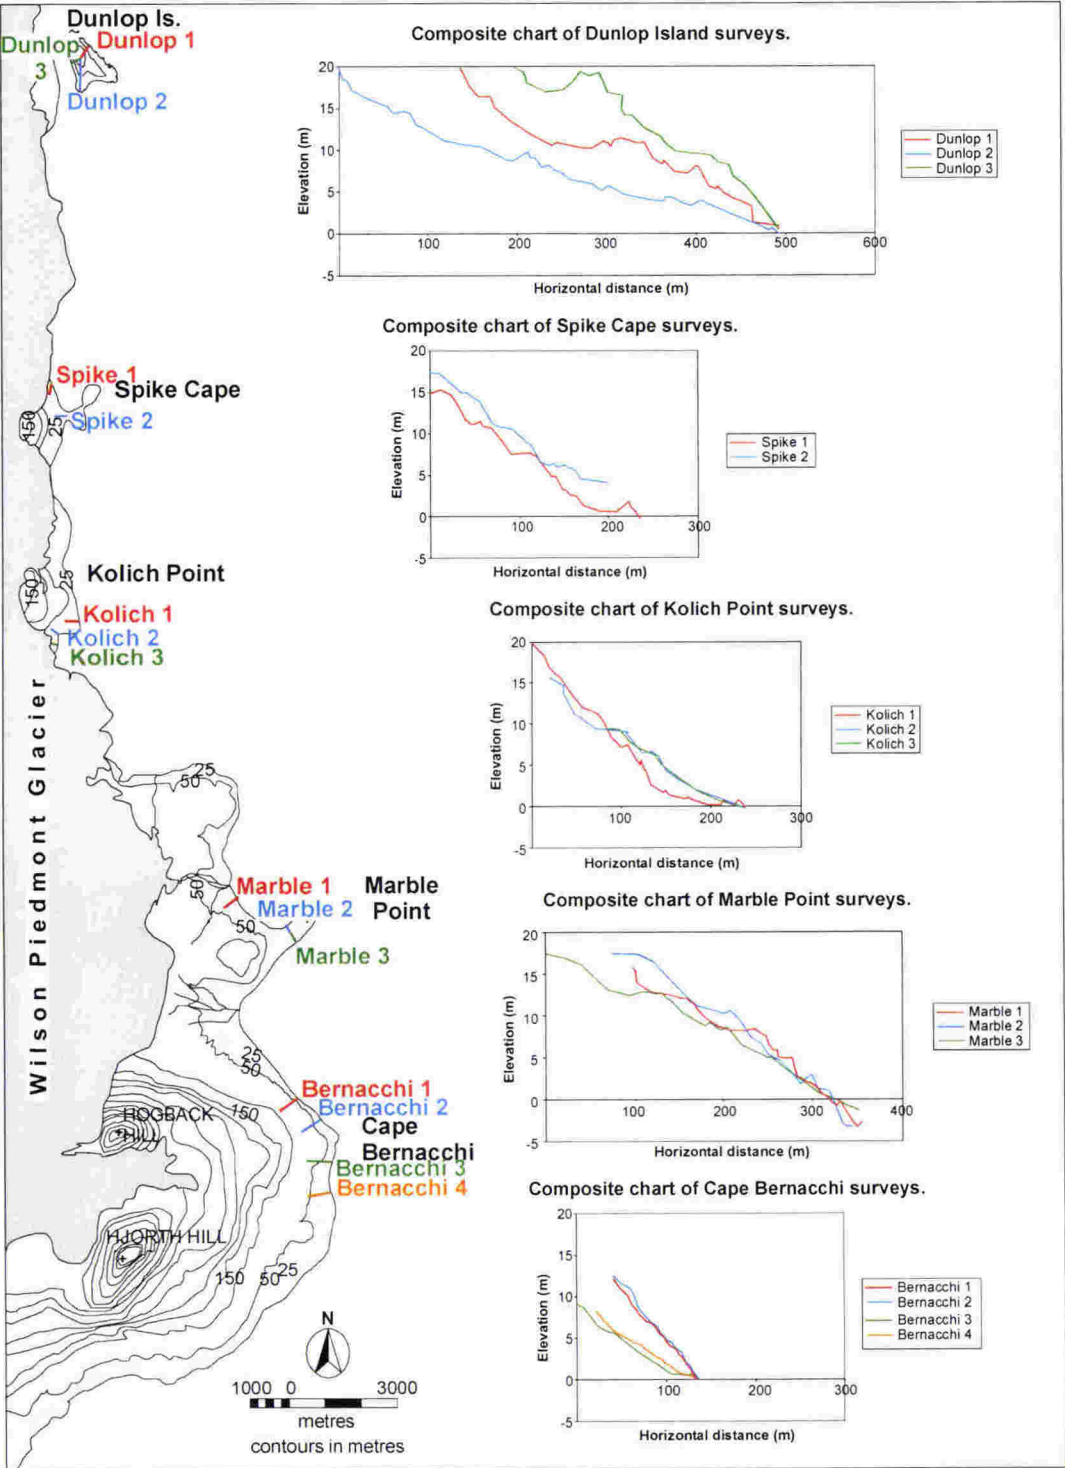 Dunlop Is.
Dunlop 1
Dunlop
3
Dunlop 2
Spike 1
Spike Cape
150
25
Spike 2
Kolich Point
150
25
Kolich 1
Kolich 2
Kolich 3
Wilson Piedmont Glacier
25
50
50
Marble 1
Marble 2
Marble
Point
50
Marble 3
25
50
Bernacchi 1
Bernacchi 2
150
HOGBACK
HILL
Cape
Bernacchi
Bernacchi 3
Bernacchi 4
HJORTH HILL
150
50
25
N
1000 0 3000
metres
contours in metres
Composite chart of Dunlop Island surveys.
20
15
10
5
0
-5
Elevation (m)
100 200 300 400 500 600
Horizontal distance (m)
Dunlop 1
Dunlop 2
Dunlop 3
Composite chart of Spike Cape surveys.
20
15
10
5
0
-5
Elevation (m)
100 200 300
Horizontal distance (m)
Spike 1
Spike 2
Composite chart of Kolich Point surveys.
20
15
10
5
0
-5
Elevation (m)
100 200 300
Horizontal distance (m)
Kolich 1
Kolich 2
Kolich 3
Composite chart of Marble Point surveys.
20
15
10
5
0
-5
Elevation (m)
100 200 300 400
Horizontal distance (m)
Marble 1
Marble 2
Marble 3
Composite chart of Cape Bernacchi surveys.
20
15
10
5
0
-5
Elevation (m)
100 200 300
Horizontal distance (m)
Bernacchi 1
Bernacchi 2
Bernacchi 3
Bernacchi 4